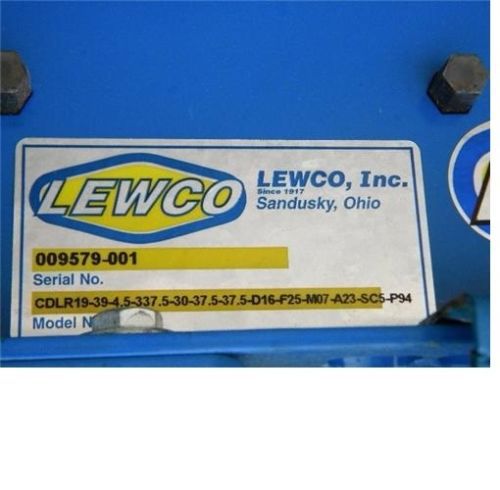 LEWCO
LEWCO, Inc.
Since 1917
Sandusky, Ohio
009579-001
Serial No.
CDLR19-39-4.5-337.5-30-37.5-37.5-D16-F25-M07-A23-SC5-P94
Model